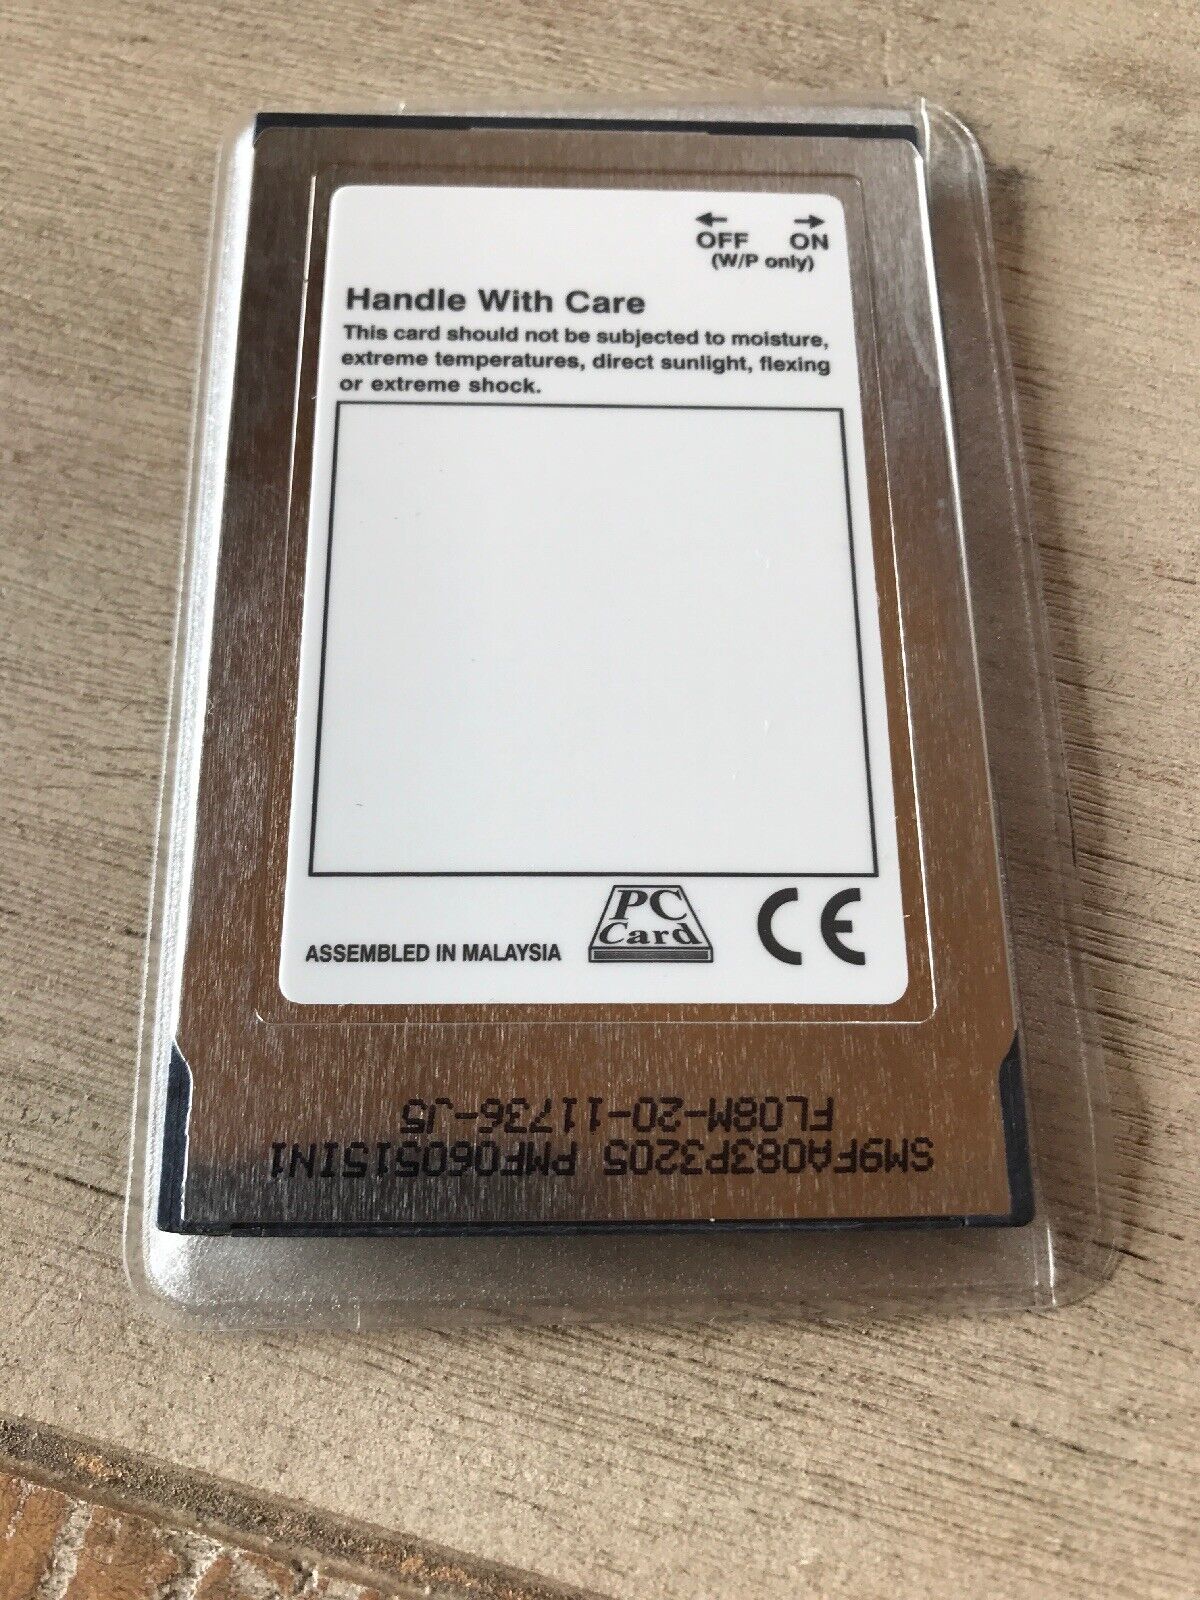 ← →
OFF ON
(W/P only)
Handle With Care
This card should not be subjected to moisture,
extreme temperatures, direct sunlight, flexing
or extreme shock.
ASSEMBLED IN MALAYSIA
PC
Card
CE
SM9FA083P3205 PMF060515IN1
FL08M-20-11736-J5